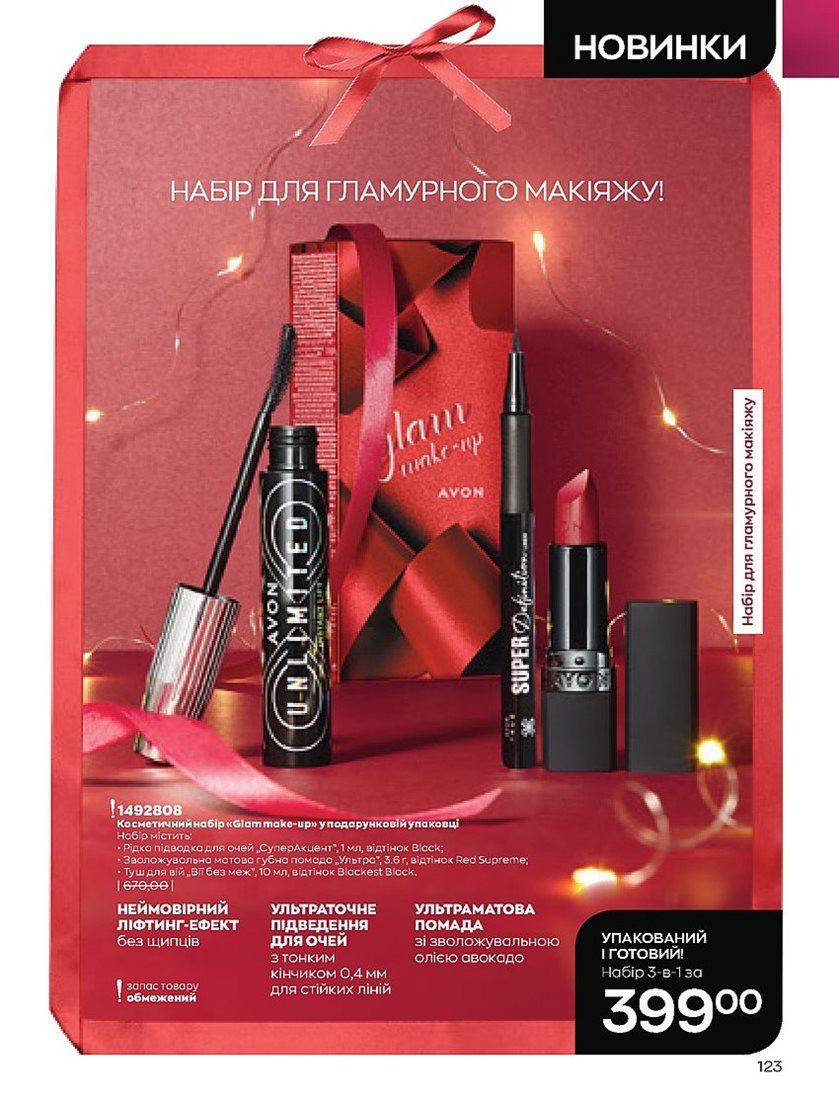 НОВИНКИ
НАБІР ДЛЯ ГЛАМУРНОГО МАКІЯЖУ!
glam
make-up
AVON
AVON
UNLIMITED
INSTANT LIFT
SUPER Definition
AVON
Набір для гламурного макіяжу
! 1492808
Косметичний набір «Glam make-up» у подарунковій упаковці
Набір містить:
• Рідка підводка для очей „СуперАкцент", 1 мл, відтінок Black;
• Зволожувальна матова губна помада „Ультра", 3.6 г, відтінок Red Supreme;
• Туш для вій „Вії без меж", 10 мл, відтінок Blackest Black.
| 670,00 |
НЕЙМОВІРНИЙ
ЛІФТИНГ-ЕФЕКТ
без щипців
УЛЬТРАТОЧНЕ
ПІДВЕДЕННЯ
ДЛЯ ОЧЕЙ
з тонким
кінчиком 0,4 мм
для стійких ліній
УЛЬТРАМАТОВА
ПОМАДА
зі зволожувальною
олією авокадо
! запас товару
обмежений
УПАКОВАНИЙ
І ГОТОВИЙ!
Набір 3-в-1 за
39900
123